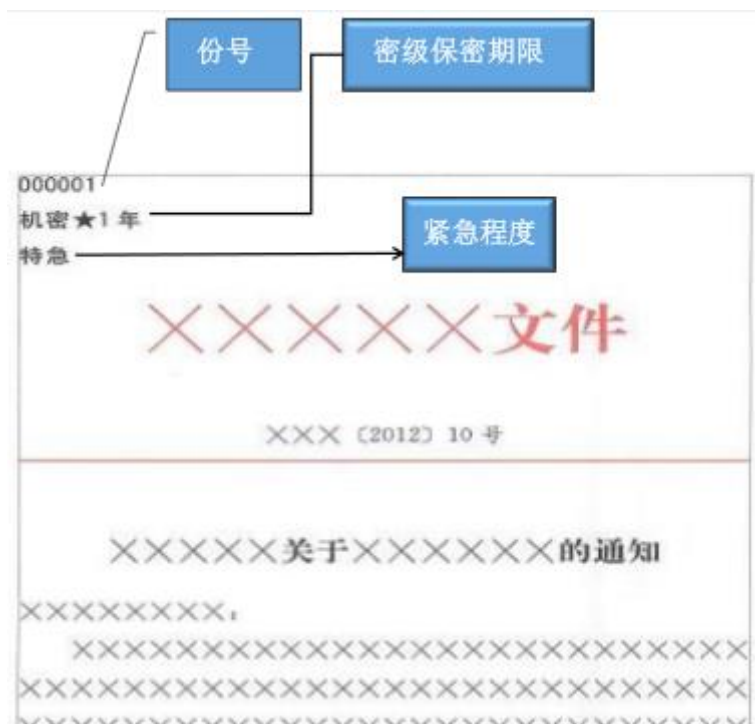 份号
密级保密期限
000001
机密★1年
特急
紧急程度
×××××文件
×××〔2012〕10号
×××××关于××××××的通知
××××××××：
××××××××××××××××××××××××××
××××××××××××××××××××××××××××
××××××××××××××××××××××××××××